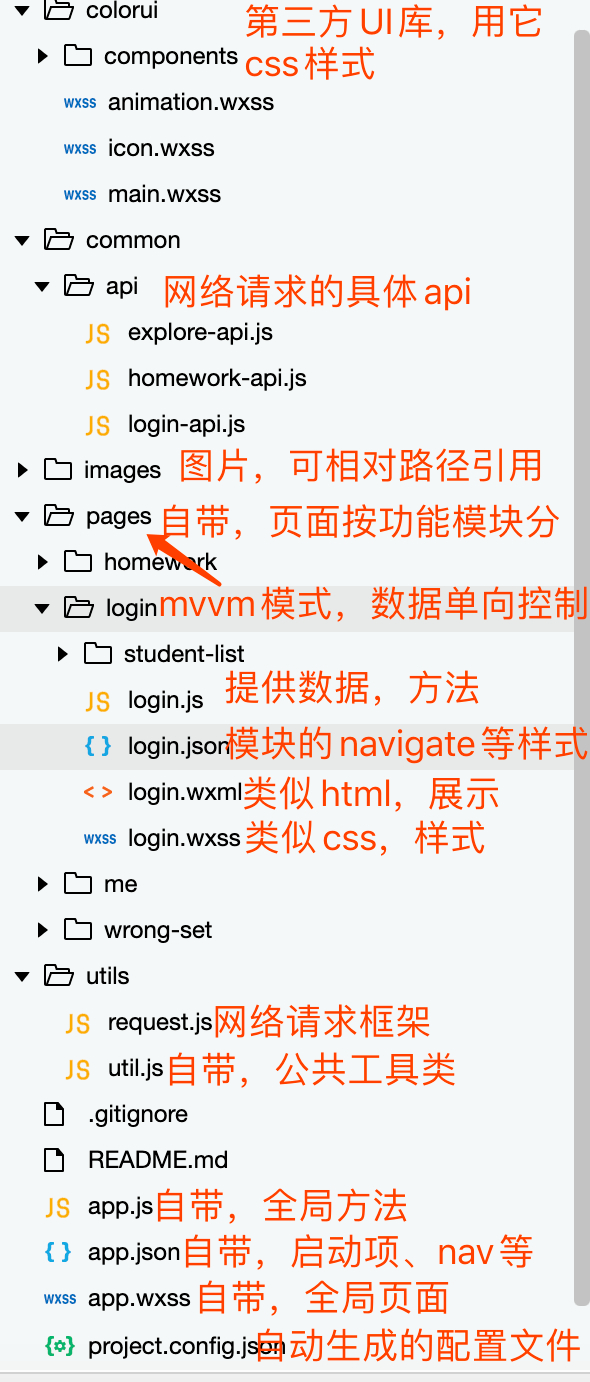 colorui
第三方UI库，用它
css样式
components
wxss animation.wxss
wxss icon.wxss
wxss main.wxss
common
api 网络请求的具体api
JS explore-api.js
JS homework-api.js
JS login-api.js
images 图片，可相对路径引用
pages 自带，页面按功能模块分
homework
login mvvm模式，数据单向控制
student-list
JS login.js 提供数据，方法
{ } login.json 模块的navigate等样式
< > login.wxml 类似html，展示
wxss login.wxss 类似css，样式
me
wrong-set
utils
JS request.js 网络请求框架
JS util.js 自带，公共工具类
.gitignore
README.md
JS app.js 自带，全局方法
{ } app.json 自带，启动项、nav等
wxss app.wxss 自带，全局页面
project.config.json 自动生成的配置文件